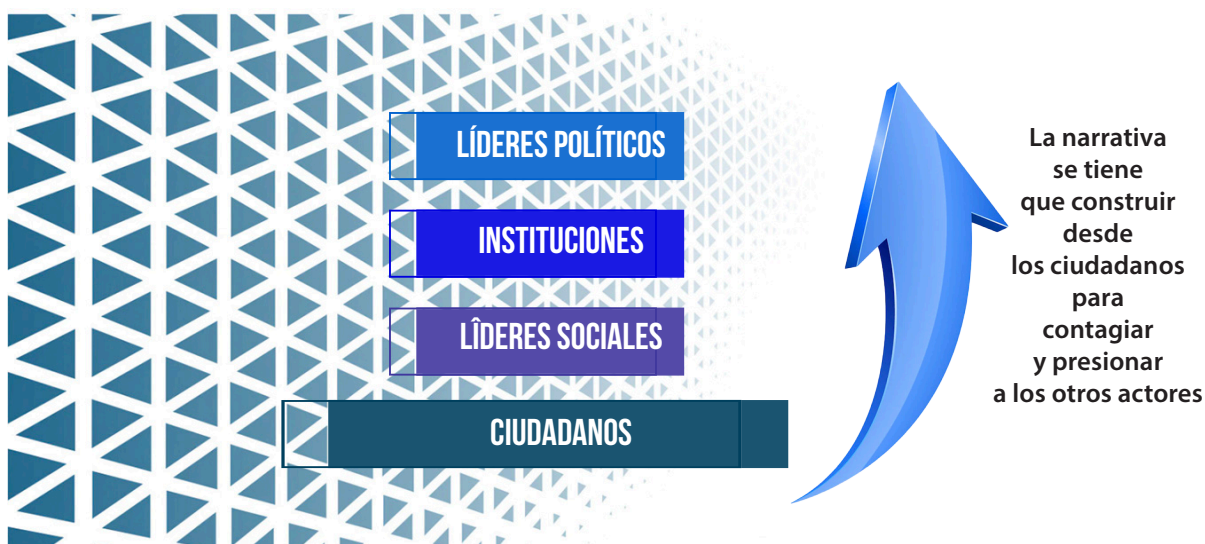 LÍDERES POLÍTICOS
INSTITUCIONES
LÎDERES SOCIALES
CIUDADANOS
La narrativa
se tiene
que construir
desde
los ciudadanos
para
contagiar
y presionar
a los otros actores